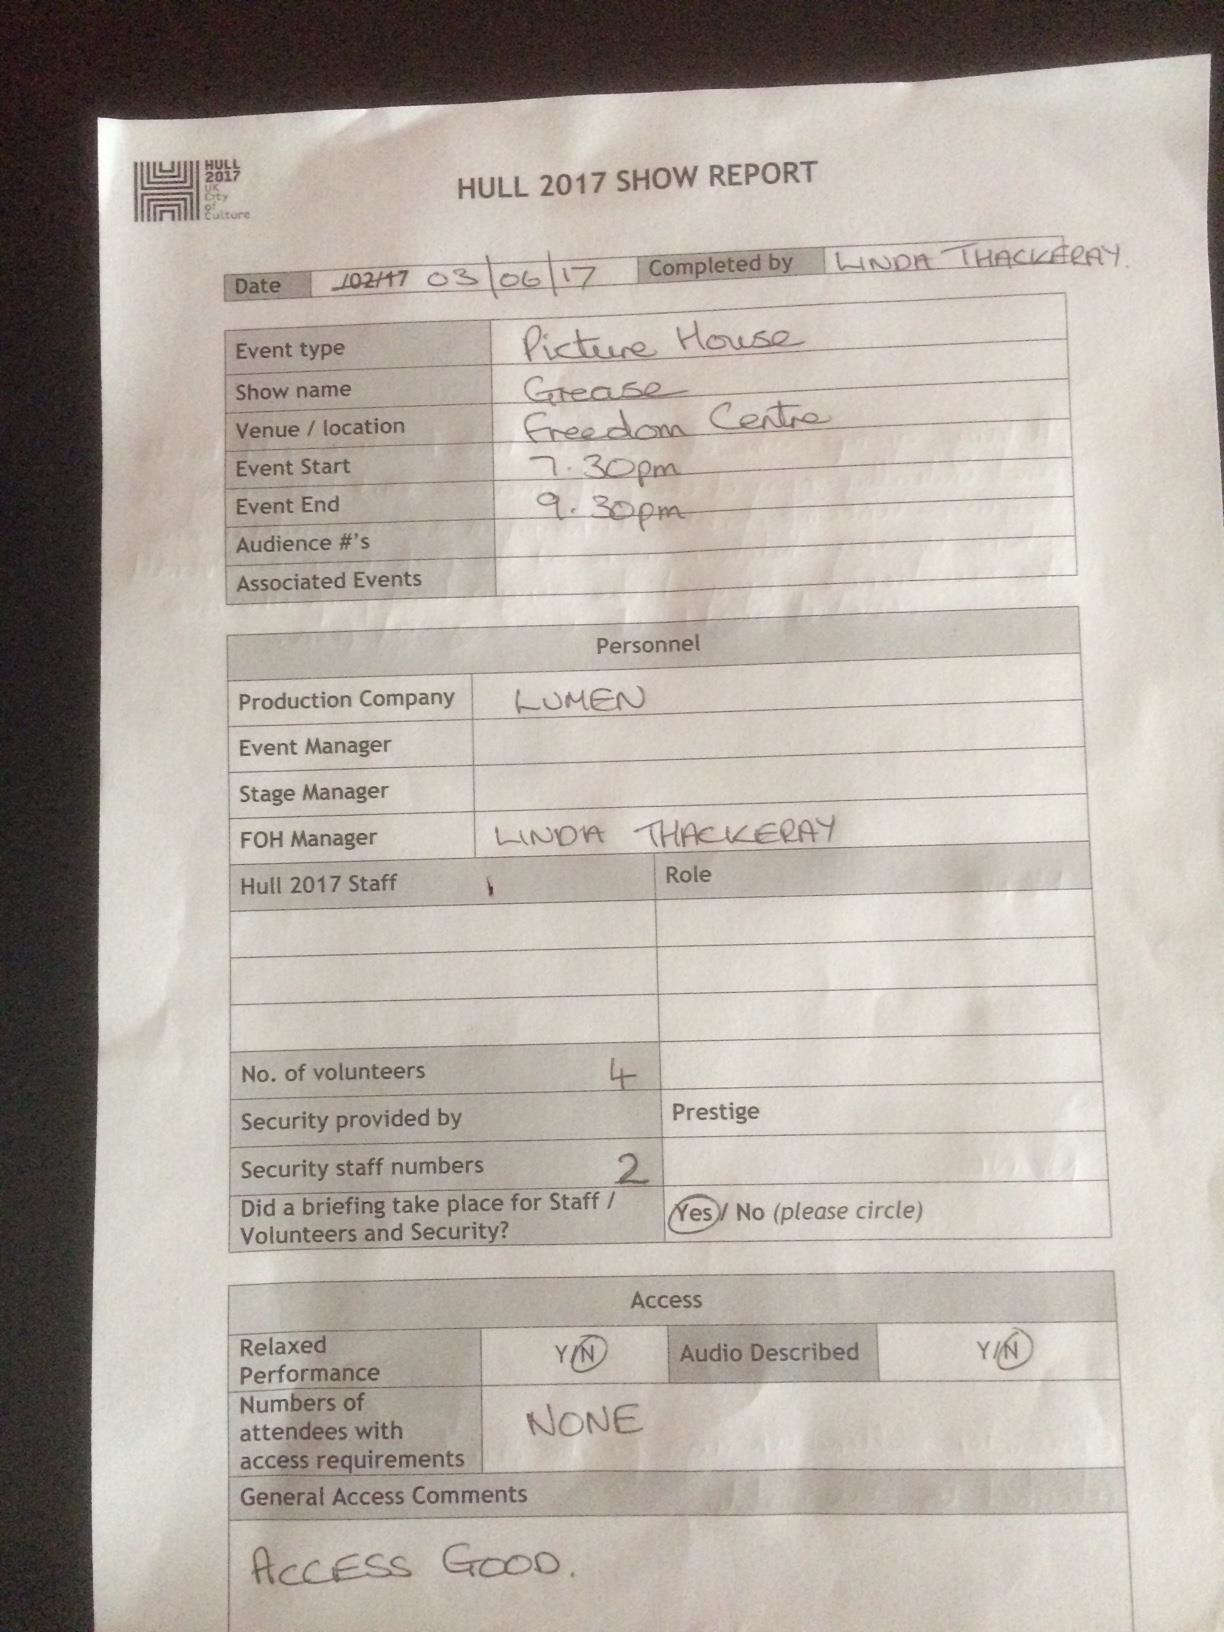 HULL
2017
UK
City
of
Culture
HULL 2017 SHOW REPORT
Date /02/17 03/06/17 Completed by LINDA THACKERAY.
Event type Picture House
Show name Grease
Venue / location Freedom Centre
Event Start 7.30pm
Event End 9.30pm
Audience #'s
Associated Events
Personnel
Production Company LUMEN
Event Manager
Stage Manager
FOH Manager LINDA THACKERAY
Hull 2017 Staff Role
No. of volunteers 4
Security provided by Prestige
Security staff numbers 2
Did a briefing take place for Staff /
Volunteers and Security? Yes / No (please circle)
Access
Relaxed
Performance Y/N Audio Described Y/N
Numbers of
attendees with
access requirements NONE
General Access Comments
ACCESS GOOD.